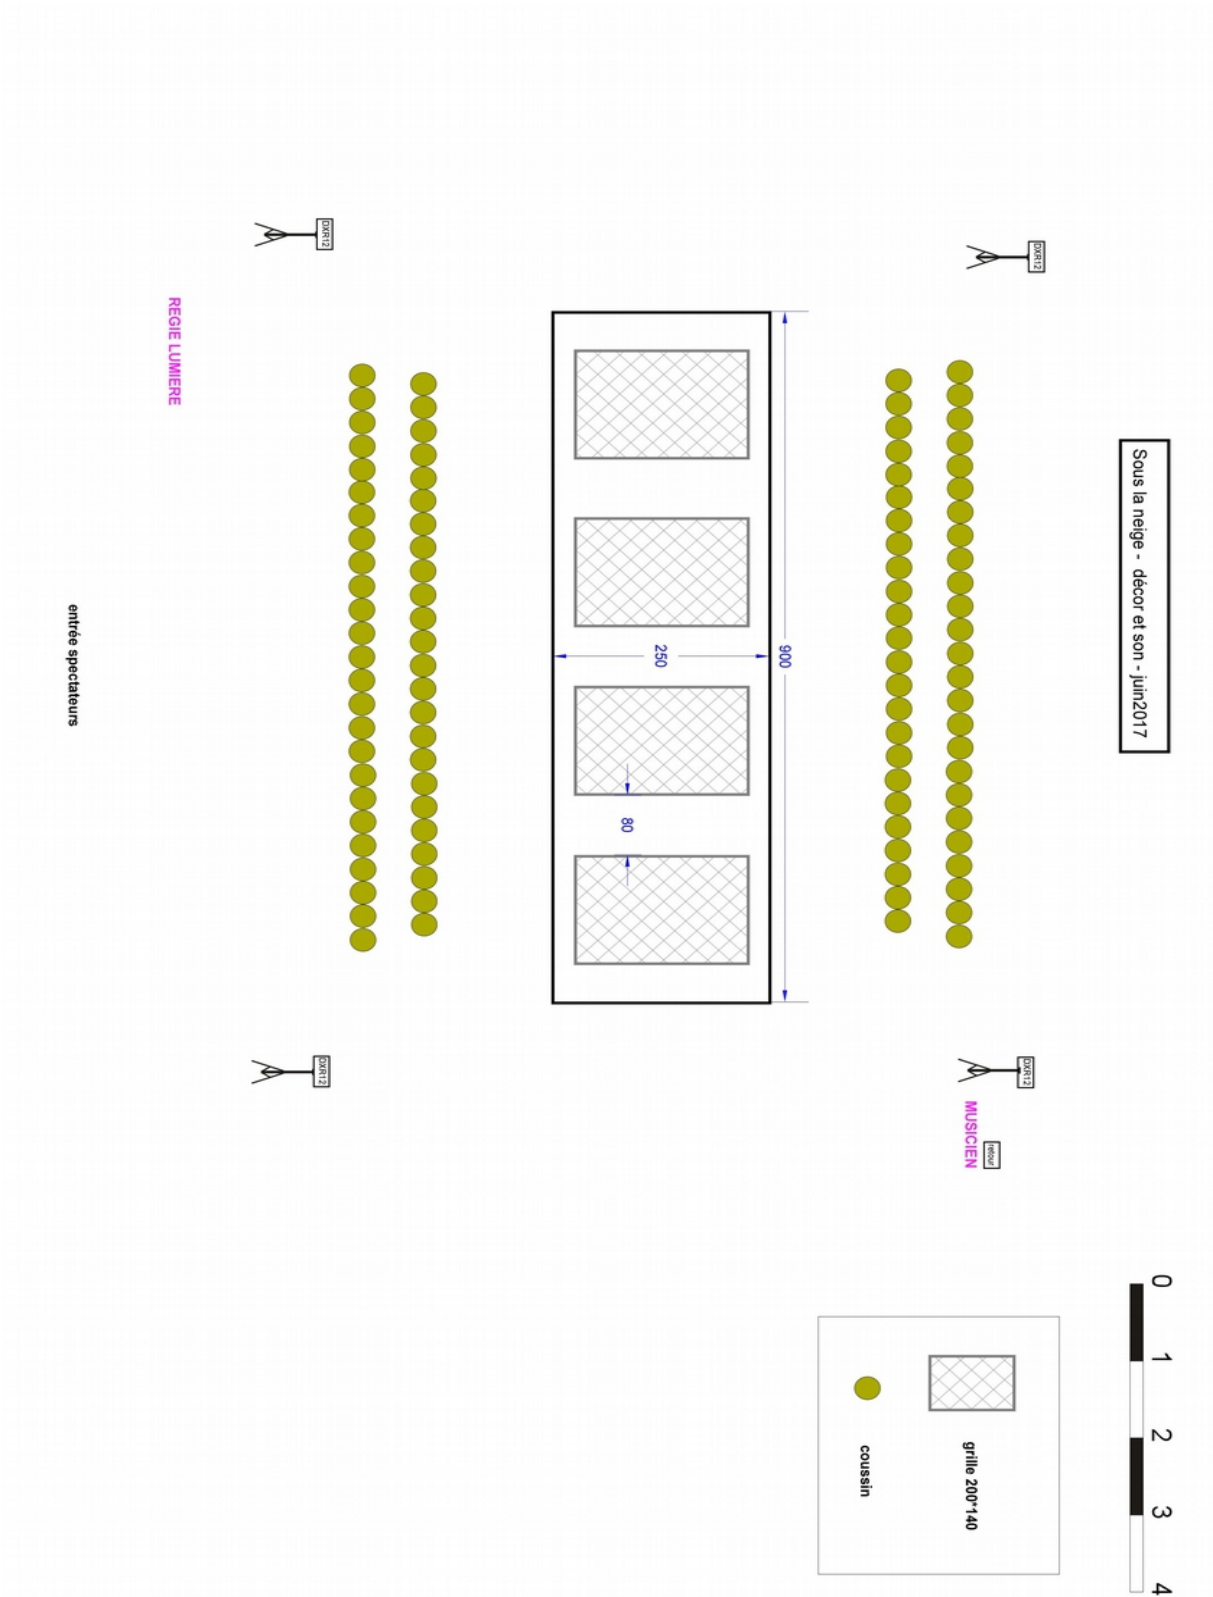 Sous la neige -  décor et son - juin2017
DXR12
DXR12
REGIE LUMIERE
900
250
80
entrée spectateurs
DXR12
DXR12
MUSICIEN
retour
0
1
2
3
4
grille 200*140
coussin